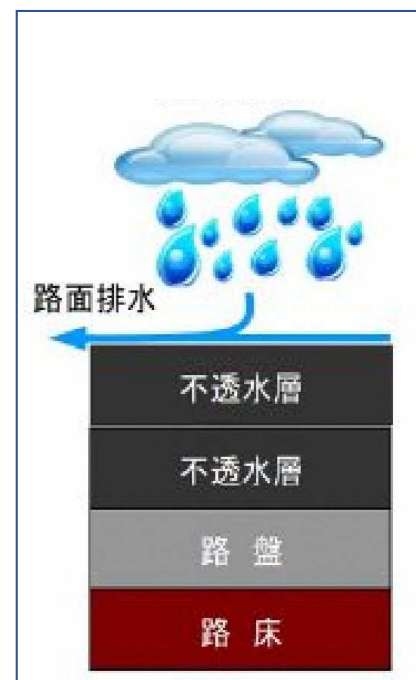 路面排水
不透水層
不透水層
路 盤
路 床